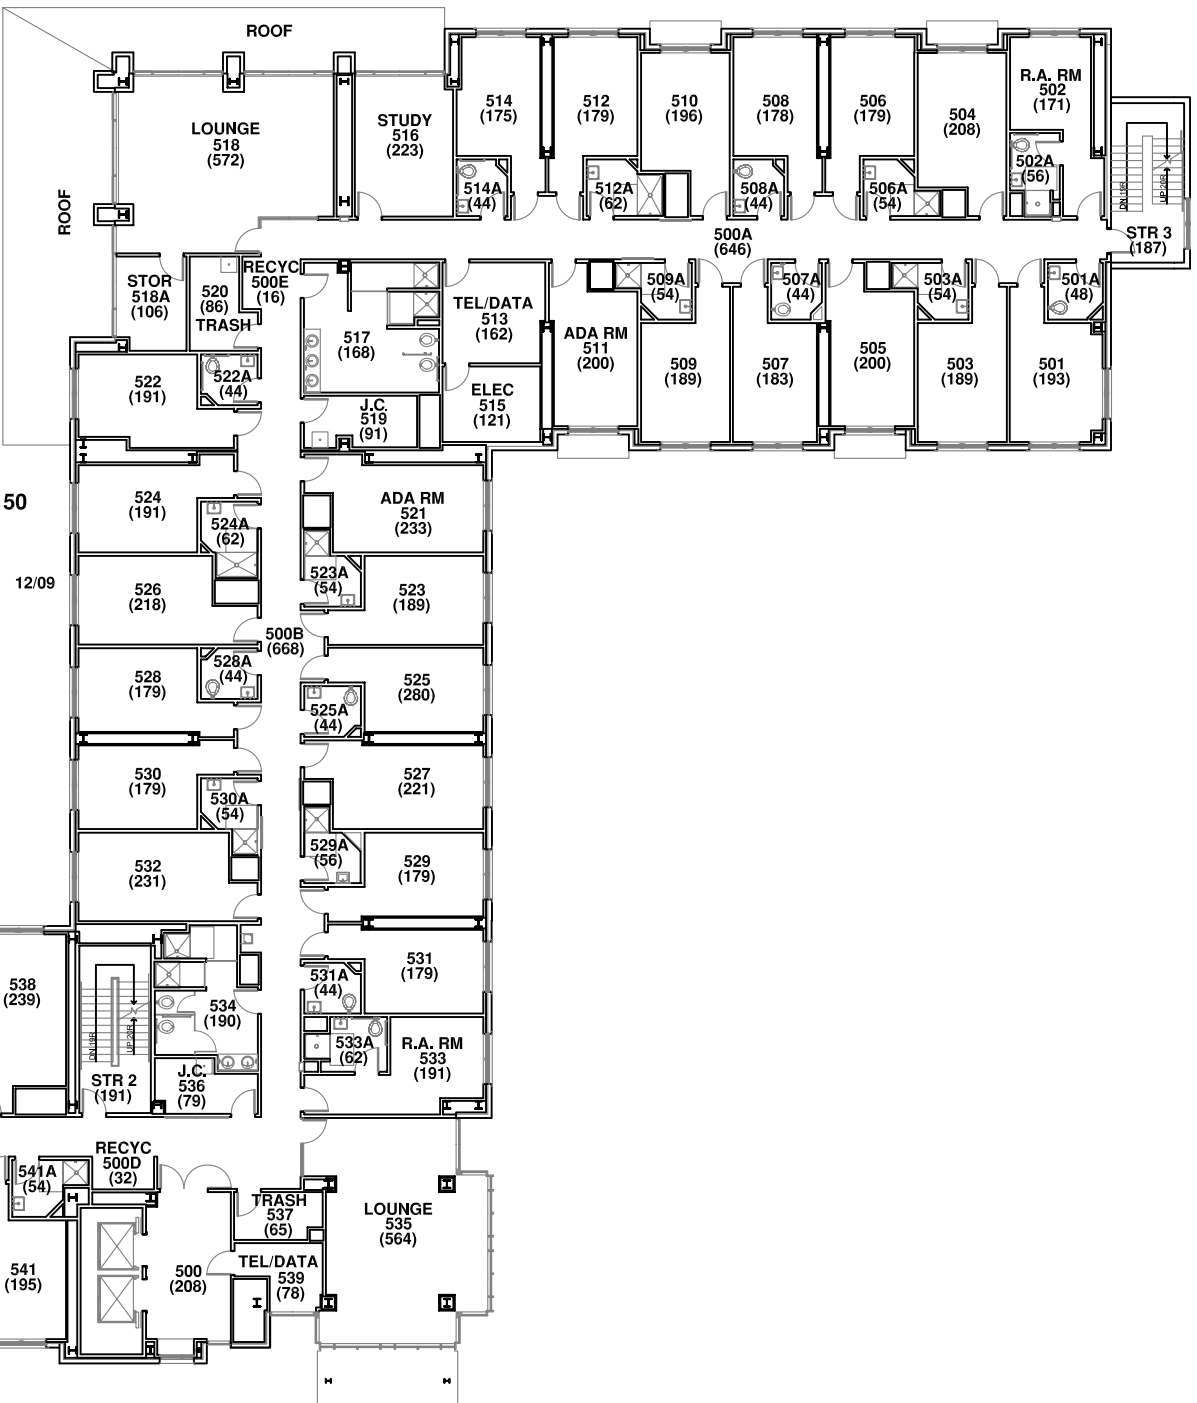 ROOF
ROOF
LOUNGE
518
(572)
STUDY
516
(223)
514
(175)
512
(179)
510
(196)
508
(178)
506
(179)
504
(208)
R.A. RM
502
(171)
514A
(44)
512A
(62)
508A
(44)
506A
(54)
502A
(56)
DN 19R
UP 20R
STR 3
(187)
500A
(646)
STOR
518A
(106)
520
(86)
TRASH
RECYC
500E
(16)
517
(168)
TEL/DATA
513
(162)
ADA RM
511
(200)
509A
(54)
509
(189)
507A
(44)
507
(183)
505
(200)
503A
(54)
503
(189)
501A
(48)
501
(193)
522
(191)
522A
(44)
J.C.
519
(91)
ELEC
515
(121)
50
12/09
524
(191)
524A
(62)
ADA RM
521
(233)
526
(218)
523A
(54)
523
(189)
500B
(668)
528
(179)
528A
(44)
525
(280)
525A
(44)
530
(179)
530A
(54)
527
(221)
532
(231)
529A
(56)
529
(179)
538
(239)
DN 19R
UP 20R
STR 2
(191)
534
(190)
J.C.
536
(79)
531A
(44)
531
(179)
533A
(62)
R.A. RM
533
(191)
541A
(54)
RECYC
500D
(32)
TRASH
537
(65)
LOUNGE
535
(564)
541
(195)
500
(208)
TEL/DATA
539
(78)